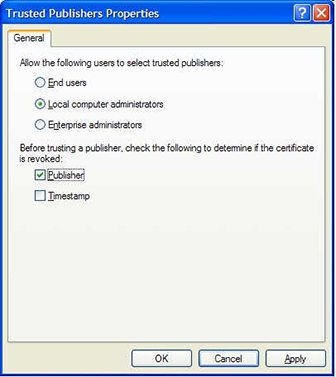 Trusted Publishers Properties
General
Allow the following users to select trusted publishers:
End users
Local computer administrators
Enterprise administrators
Before trusting a publisher, check the following to determine if the certificate
is revoked:
Publisher
Timestamp
OK Cancel Apply